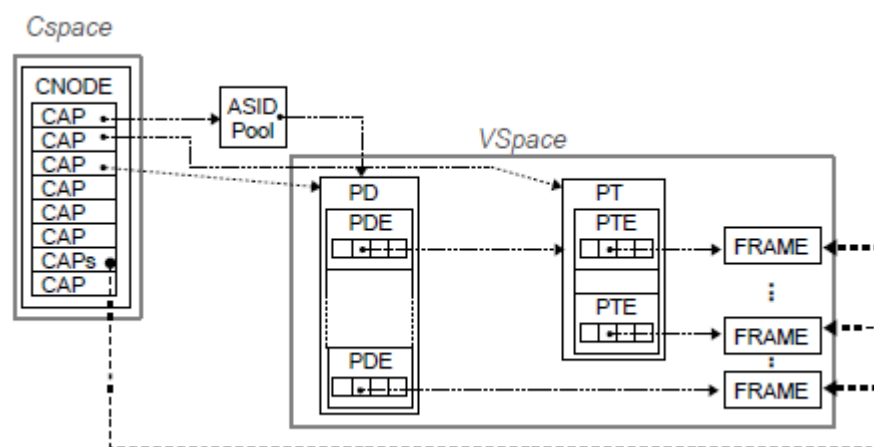 Cspace
CNODE
CAP
CAP
CAP
CAP
CAP
CAP
CAPs
CAP
ASID
Pool
VSpace
PD
PDE
PDE
PT
PTE
PTE
FRAME
FRAME
FRAME